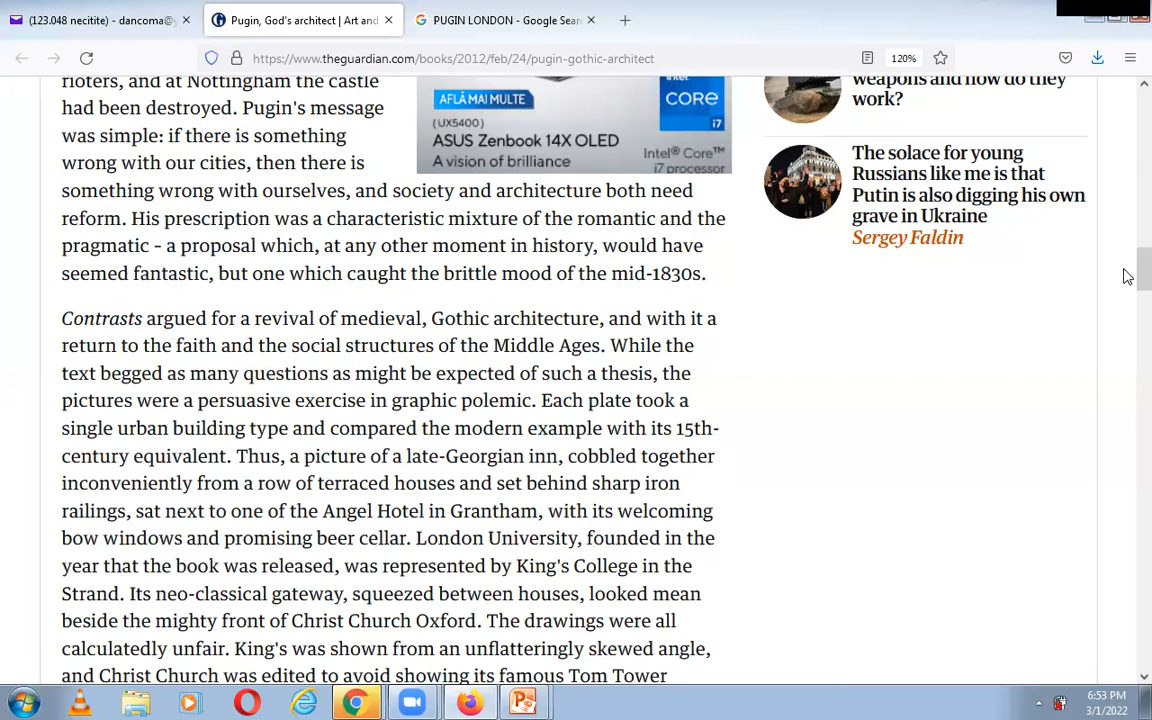 (123.048 necitite) - dancoma@
Pugin, God's architect | Art and
PUGIN LONDON - Google Sear
https://www.theguardian.com/books/2012/feb/24/pugin-gothic-architect
120%
rioters, and at Nottingham the castle
had been destroyed. Pugin's message
was simple: if there is something
wrong with our cities, then there is
something wrong with ourselves, and society and architecture both need
reform. His prescription was a characteristic mixture of the romantic and the
pragmatic – a proposal which, at any other moment in history, would have
seemed fantastic, but one which caught the brittle mood of the mid-1830s.
AFLĂ MAI MULTE
(UX5400)
ASUS Zenbook 14X OLED
A vision of brilliance
intel
CORE
i7
Intel® Core™
i7 processor
weapons and how do they
work?
The solace for young
Russians like me is that
Putin is also digging his own
grave in Ukraine
Sergey Faldin
Contrasts argued for a revival of medieval, Gothic architecture, and with it a
return to the faith and the social structures of the Middle Ages. While the
text begged as many questions as might be expected of such a thesis, the
pictures were a persuasive exercise in graphic polemic. Each plate took a
single urban building type and compared the modern example with its 15th-
century equivalent. Thus, a picture of a late-Georgian inn, cobbled together
inconveniently from a row of terraced houses and set behind sharp iron
railings, sat next to one of the Angel Hotel in Grantham, with its welcoming
bow windows and promising beer cellar. London University, founded in the
year that the book was released, was represented by King's College in the
Strand. Its neo-classical gateway, squeezed between houses, looked mean
beside the mighty front of Christ Church Oxford. The drawings were all
calculatedly unfair. King's was shown from an unflatteringly skewed angle,
and Christ Church was edited to avoid showing its famous Tom Tower
6:53 PM
3/1/2022